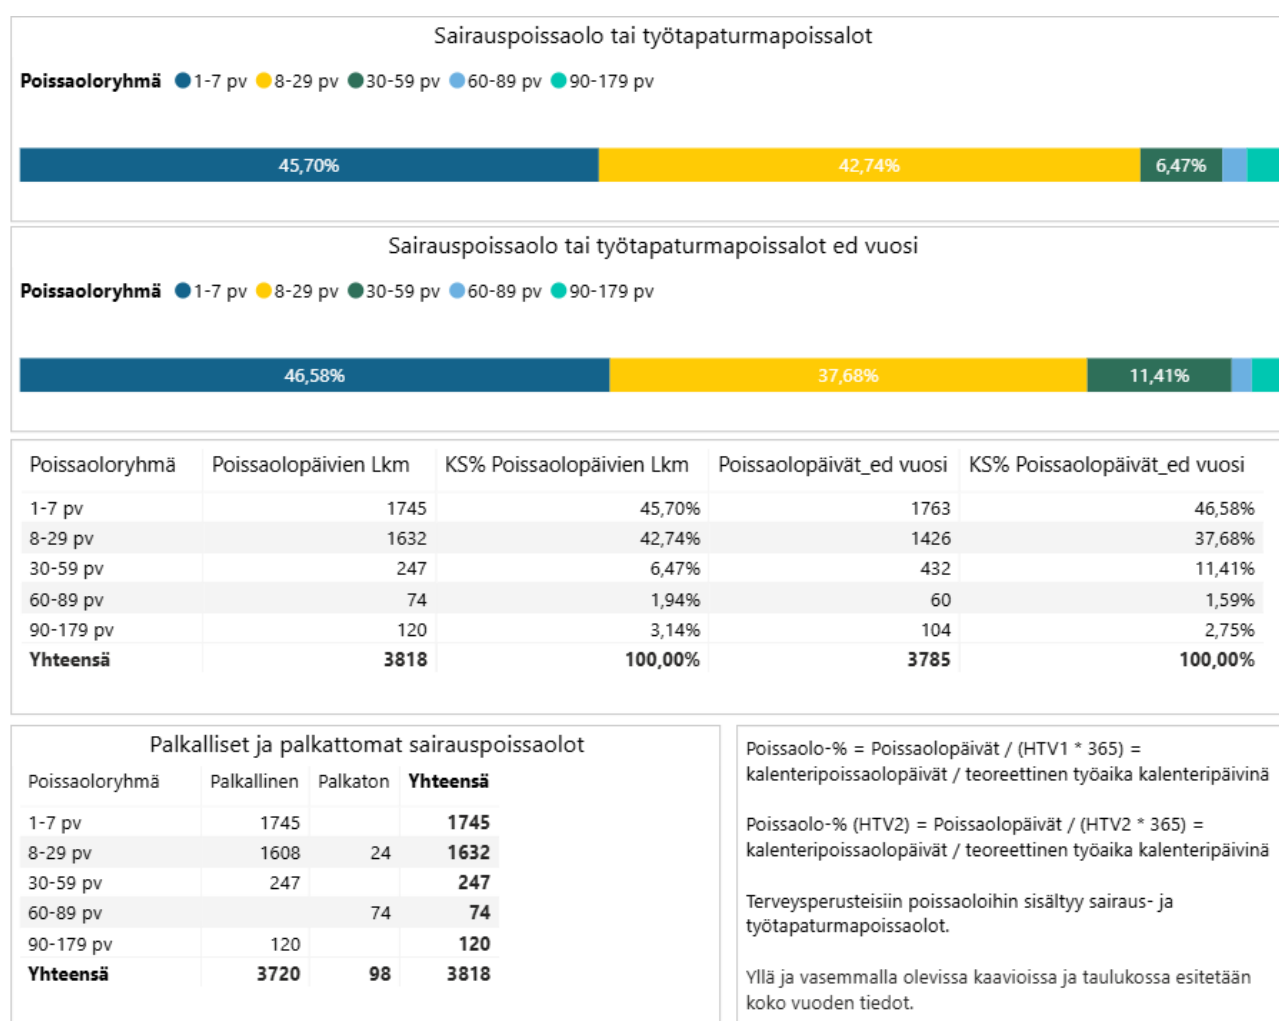 Sairauspoissaolo tai työtapaturmapoissalot
Poissaoloryhmä 1-7 pv 8-29 pv 30-59 pv 60-89 pv 90-179 pv
45,70% 42,74% 6,47%
Sairauspoissaolo tai työtapaturmapoissalot ed vuosi
Poissaoloryhmä 1-7 pv 8-29 pv 30-59 pv 60-89 pv 90-179 pv
46,58% 37,68% 11,41%
Poissaoloryhmä Poissaolopäivien Lkm KS% Poissaolopäivien Lkm Poissaolopäivät_ed vuosi KS% Poissaolopäivät_ed vuosi
1-7 pv 1745 45,70% 1763 46,58%
8-29 pv 1632 42,74% 1426 37,68%
30-59 pv 247 6,47% 432 11,41%
60-89 pv 74 1,94% 60 1,59%
90-179 pv 120 3,14% 104 2,75%
Yhteensä 3818 100,00% 3785 100,00%
Palkalliset ja palkattomat sairauspoissaolot
Poissaoloryhmä Palkallinen Palkaton Yhteensä
1-7 pv 1745 1745
8-29 pv 1608 24 1632
30-59 pv 247 247
60-89 pv 74 74
90-179 pv 120 120
Yhteensä 3720 98 3818
Poissaolo-% = Poissaolopäivät / (HTV1 * 365) =
kalenteripoissaolopäivät / teoreettinen työaika kalenteripäivinä
Poissaolo-% (HTV2) = Poissaolopäivät / (HTV2 * 365) =
kalenteripoissaolopäivät / teoreettinen työaika kalenteripäivinä
Terveysperusteisiin poissaoloihin sisältyy sairaus- ja
työtapaturmapoissaolot.
Yllä ja vasemmalla olevissa kaavioissa ja taulukossa esitetään
koko vuoden tiedot.